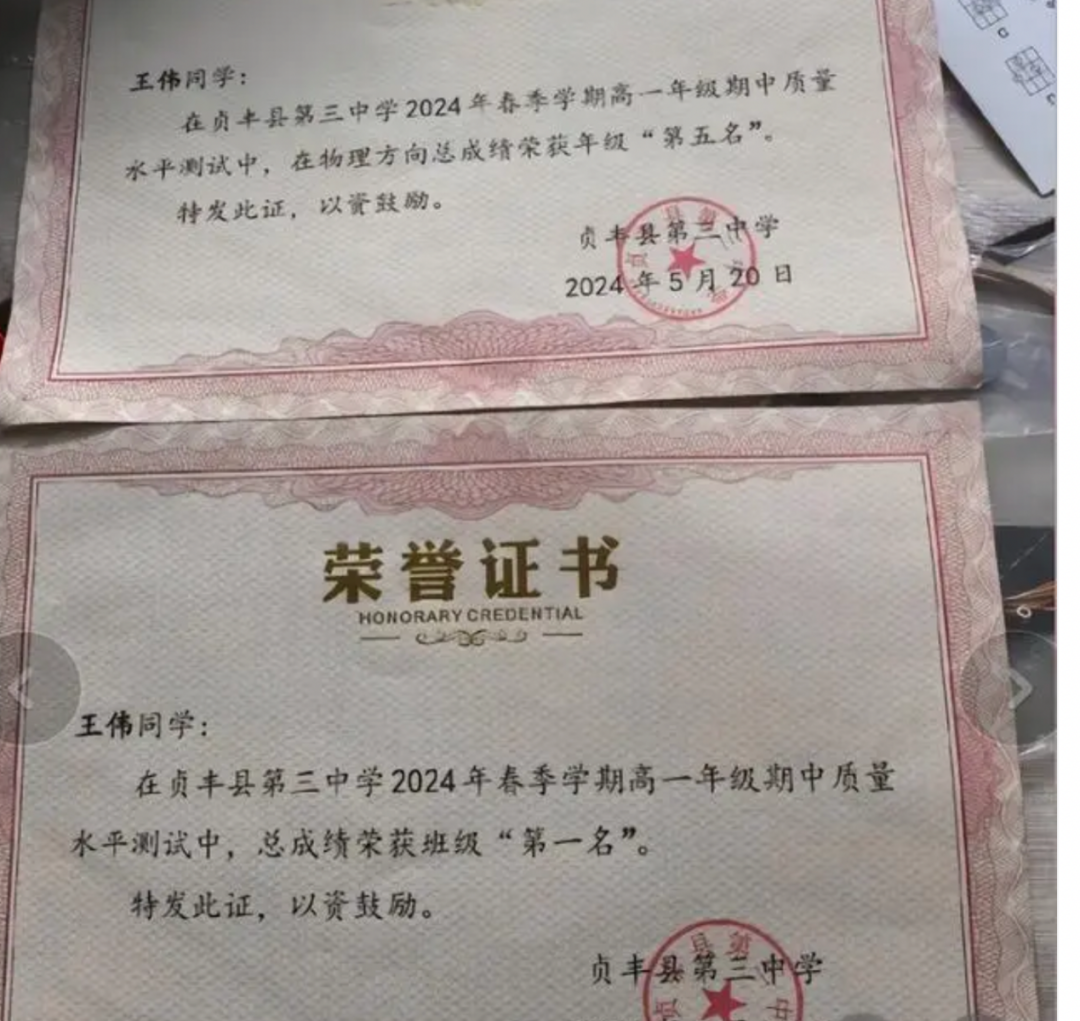 王伟同学：
在贞丰县第三中学2024年春季学期高一年级期中质量
水平测试中，在物理方向总成绩荣获年级“第五名”。
特发此证，以资鼓励。
贞丰县第三中学
2024年5月20日
荣誉证书
HONORARY CREDENTIAL
王伟同学：
在贞丰县第三中学2024年春季学期高一年级期中质量
水平测试中，总成绩荣获班级“第一名”。
特发此证，以资鼓励。
贞丰县第三中学